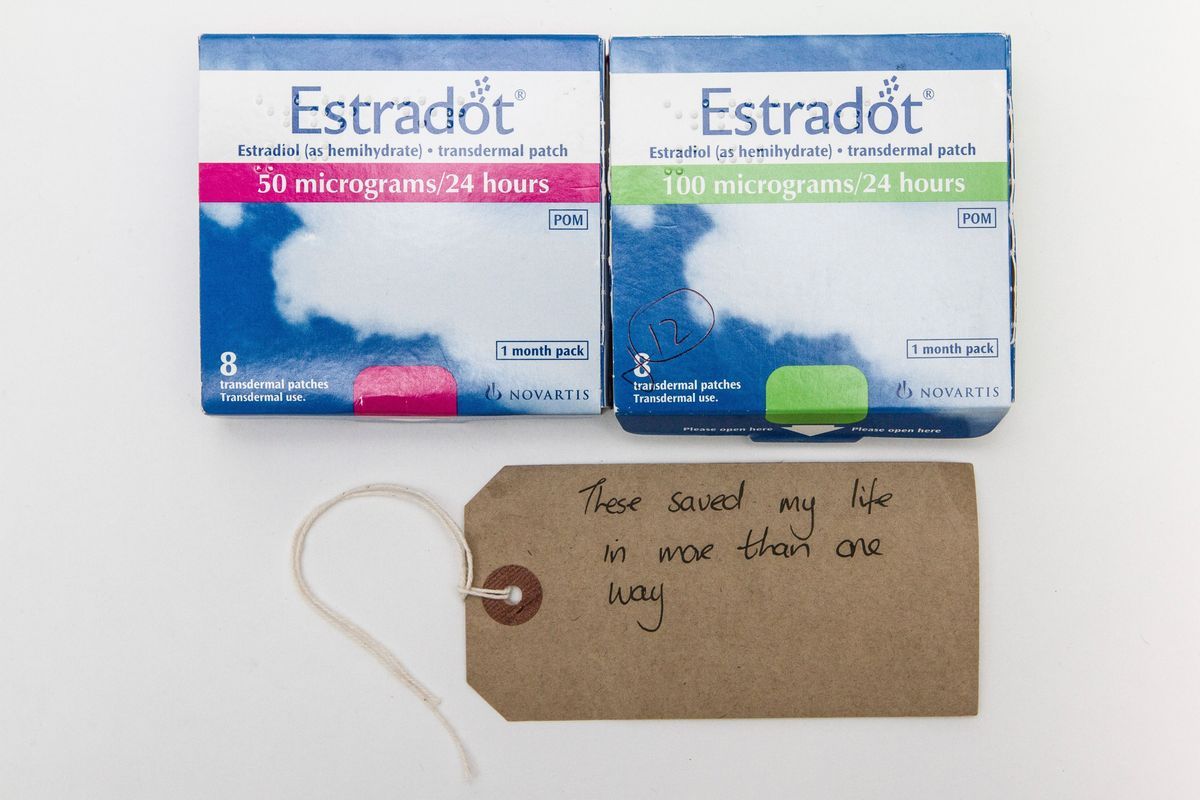 Estradot®
Estradiol (as hemihydrate) • transdermal patch
50 micrograms/24 hours
POM
1 month pack
8
transdermal patches
Transdermal use.
NOVARTIS
Estradot®
Estradiol (as hemihydrate) • transdermal patch
100 micrograms/24 hours
POM
12
1 month pack
8
transdermal patches
Transdermal use.
NOVARTIS
Please open here
Please open here
These saved my life
in more than one
way